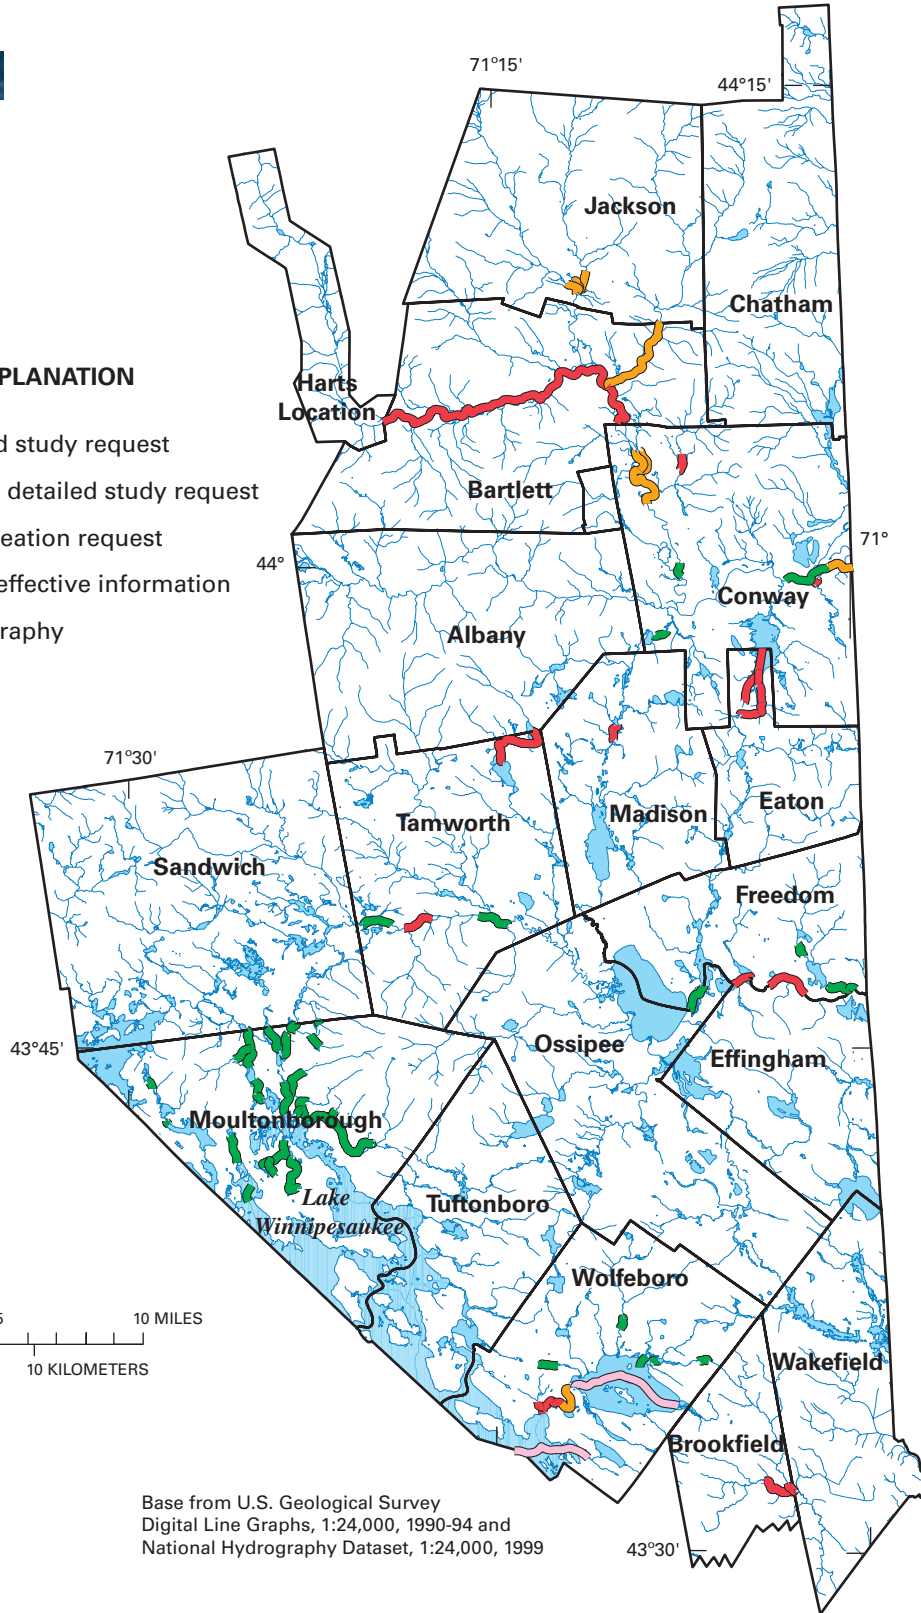 71°15'
44°15'
Jackson
Chatham
PLANATION
Harts
Location
d study request
detailed study request
Bartlett
eation request
71°
44°
effective information
Conway
Albany
raphy
71°30'
Eaton
Madison
Tamworth
Sandwich
Freedom
43°45'
Ossipee
Effingham
Moultonborough
Lake
Winnipesaukee
Tuftonboro
Wolfeboro
10 MILES
10 KILOMETERS
Wakefield
Brookfield
Base from U.S. Geological Survey
Digital Line Graphs, 1:24,000, 1990-94 and
National Hydrography Dataset, 1:24,000, 1999
43°30'